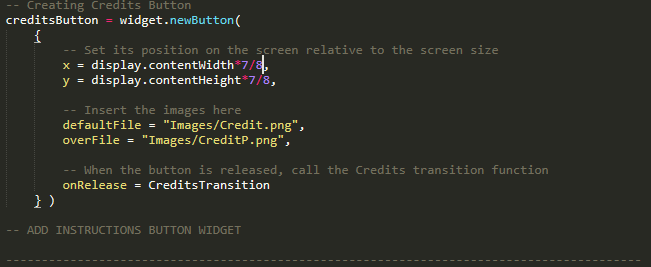 -- Creating Credits Button
creditsButton = widget.newButton(
{
-- Set its position on the screen relative to the screen size
x = display.contentWidth*7/8,
y = display.contentHeight*7/8,
-- Insert the images here
defaultFile = "Images/Credit.png",
overFile = "Images/CreditP.png",
-- When the button is released, call the Credits transition function
onRelease = CreditsTransition
} )
-- ADD INSTRUCTIONS BUTTON WIDGET
-----------------------------------------------------------------------------------------